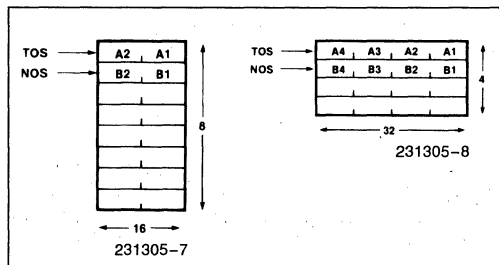 TOS A2 A1
NOS B2 B1
8
16
231305-7
TOS A4 A3 A2 A1
NOS B4 B3 B2 B1
4
32
231305-8